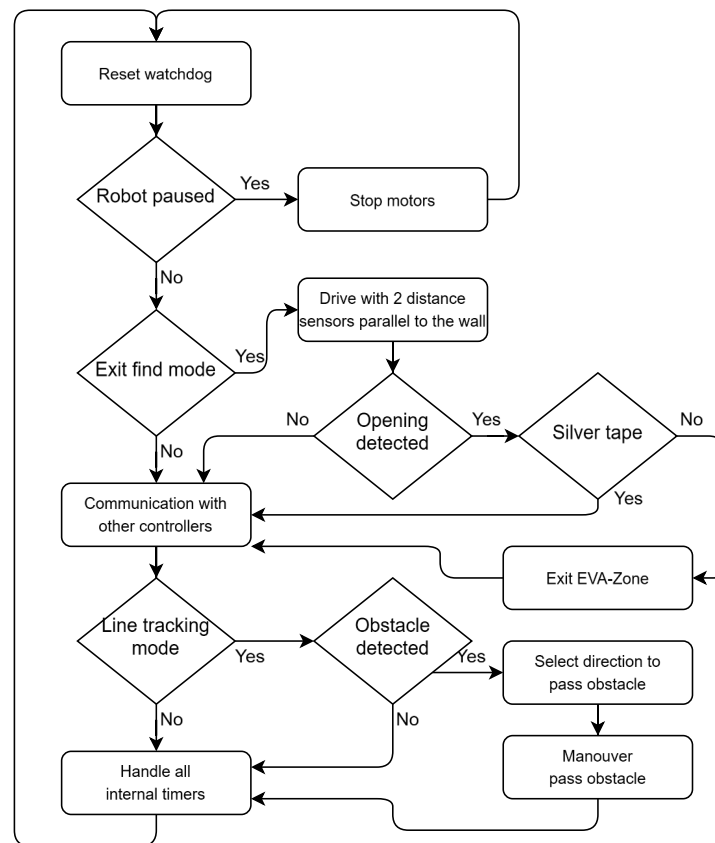 Reset watchdog
Robot paused
Yes
Stop motors
No
Drive with 2 distance
sensors parallel to the wall
Exit find mode
Yes
No
Opening
detected
No
Yes
Silver tape
No
Yes
Communication with
other controllers
Exit EVA-Zone
Line tracking
mode
Yes
No
Obstacle
detected
Yes
No
Select direction to
pass obstacle
Manouver
pass obstacle
Handle all
internal timers